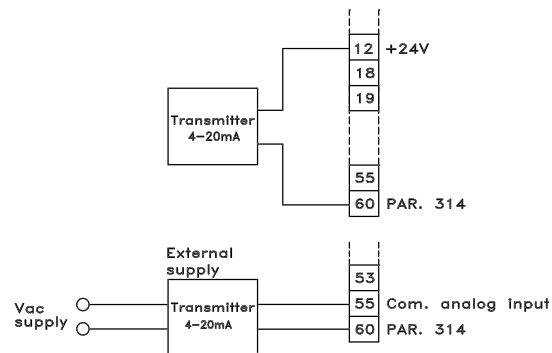 12 +24V
18
19
Transmitter
4-20mA
55
60 PAR. 314
External
supply
53
Vac
supply
Transmitter
4-20mA
55 Com. analog input
60 PAR. 314